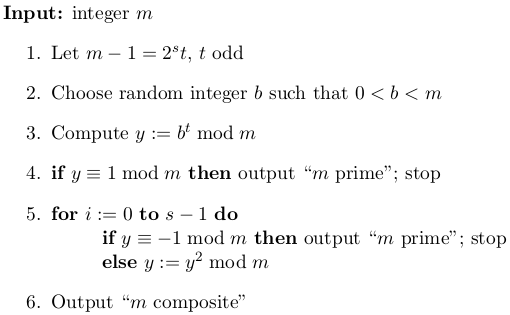 Input: integer m
1. Let m − 1 = 2^s t, t odd
2. Choose random integer b such that 0 < b < m
3. Compute y := b^t mod m
4. if y ≡ 1 mod m then output “m prime”; stop
5. for i := 0 to s − 1 do
if y ≡ −1 mod m then output “m prime”; stop
else y := y^2 mod m
6. Output “m composite”